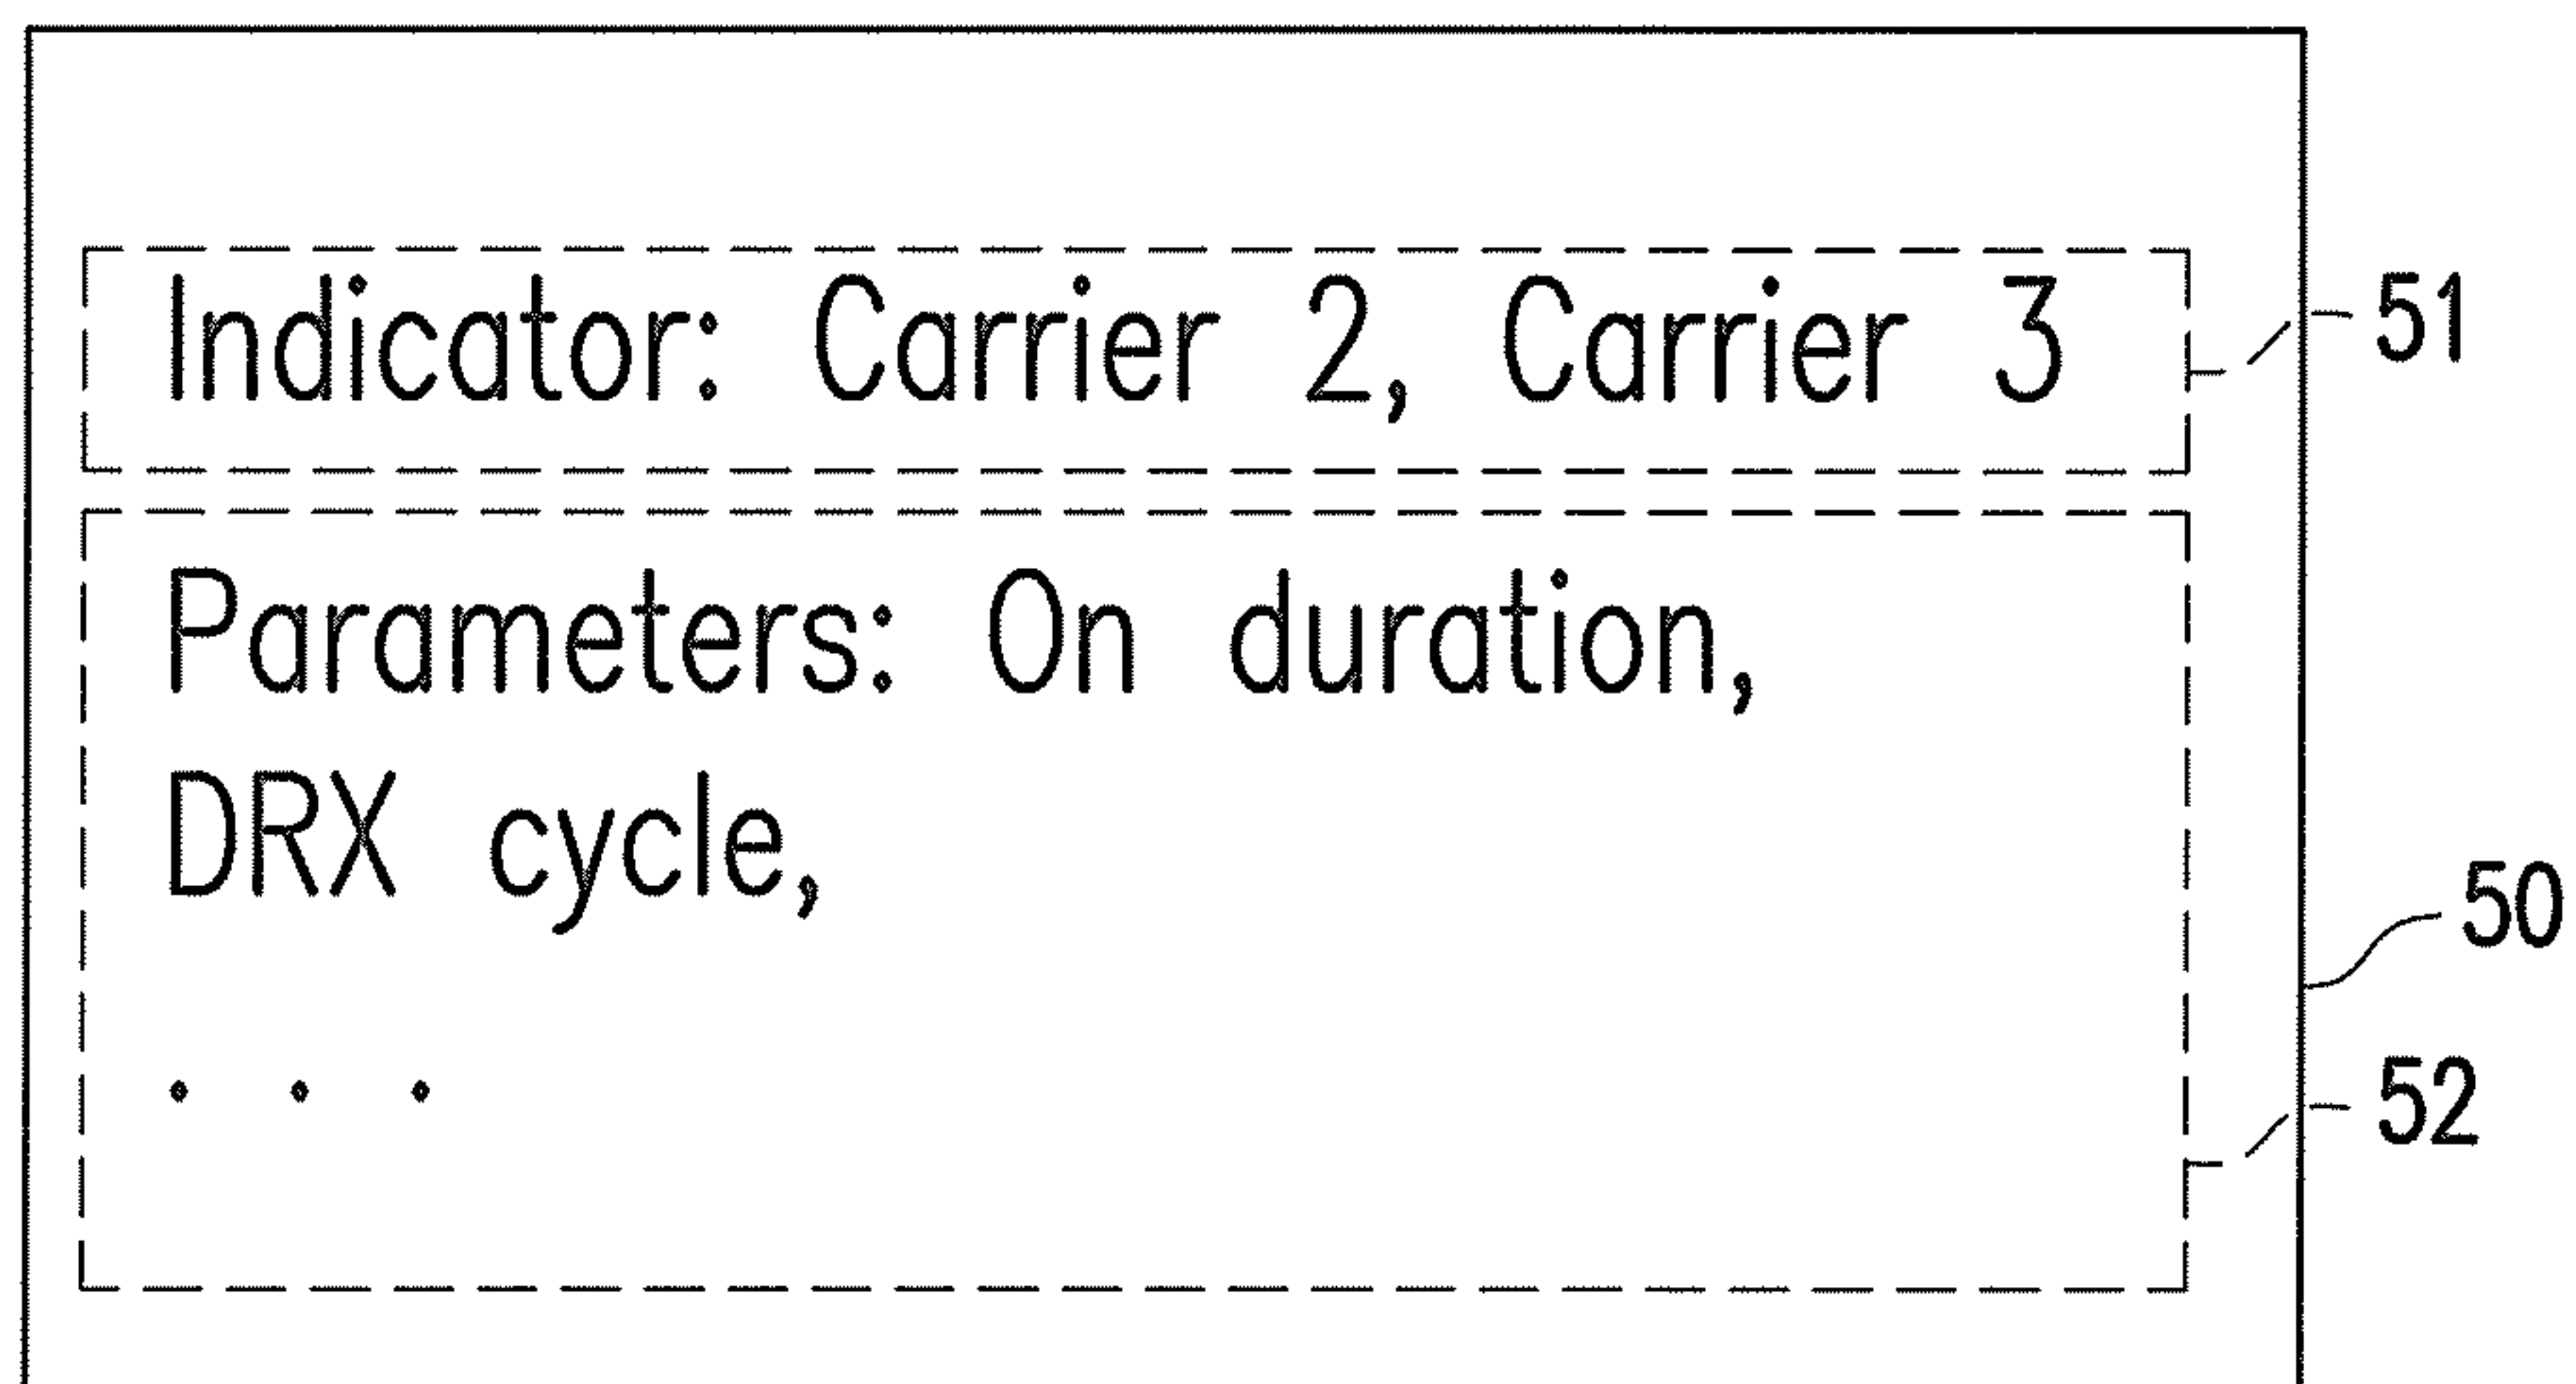 Indicator: Carrier 2, Carrier 3
51
Parameters: On duration,
DRX cycle,
. . .
50
52